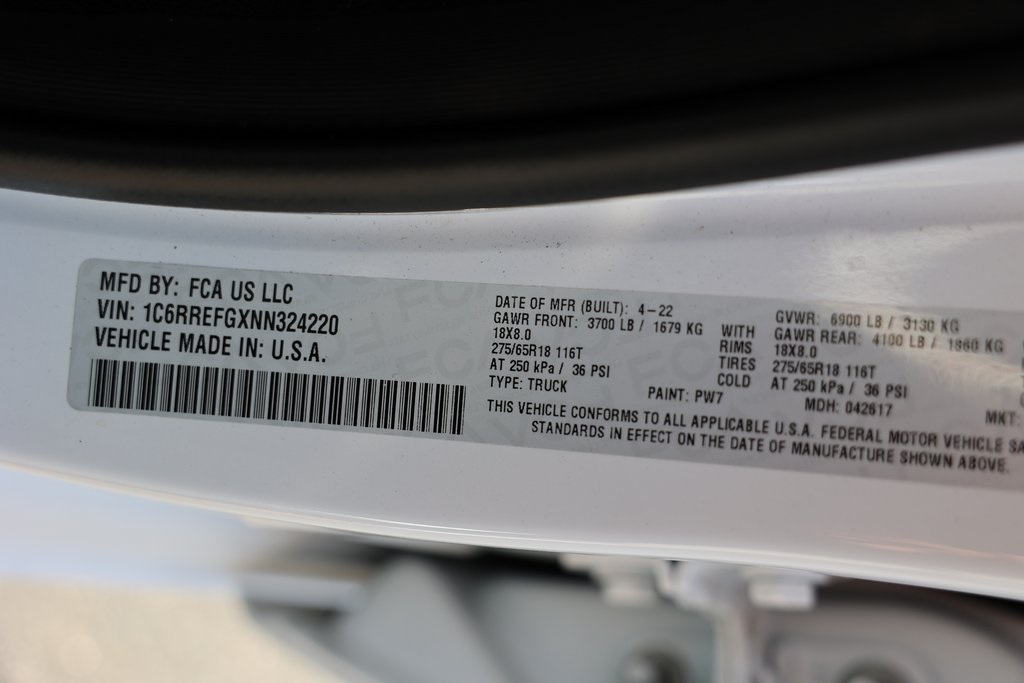 MFD BY: FCA US LLC
VIN: 1C6RREFGXNN324220
VEHICLE MADE IN: U.S.A.
DATE OF MFR (BUILT): 4-22
GVWR: 6900 LB / 3130 KG
GAWR FRONT: 3700 LB / 1679 KG WITH GAWR REAR: 4100 LB / 1860 KG
18X8.0 RIMS 18X8.0
275/65R18 116T TIRES 275/65R18 116T
AT 250 kPa / 36 PSI COLD AT 250 kPa / 36 PSI
TYPE: TRUCK PAINT: PW7 MDH: 042617 MKT:
THIS VEHICLE CONFORMS TO ALL APPLICABLE U.S.A. FEDERAL MOTOR VEHICLE SA
STANDARDS IN EFFECT ON THE DATE OF MANUFACTURE SHOWN ABOVE.